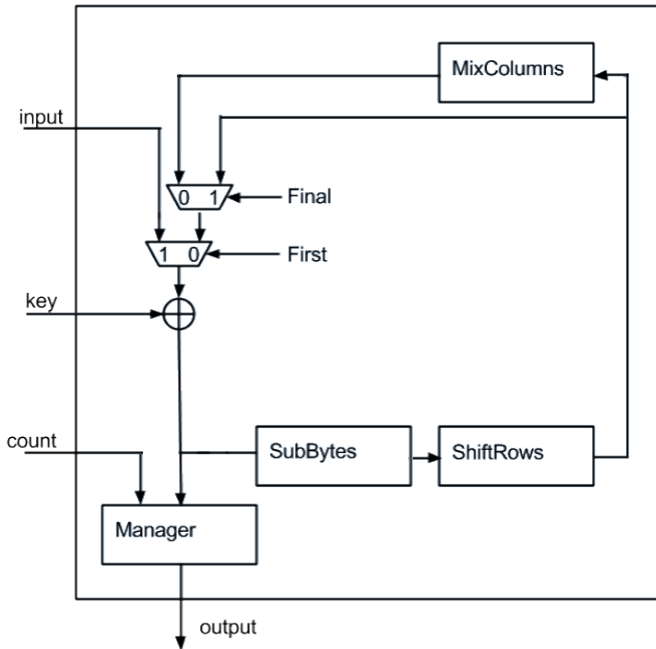 MixColumns
input
0 1
Final
1 0
First
key
count
SubBytes
ShiftRows
Manager
output